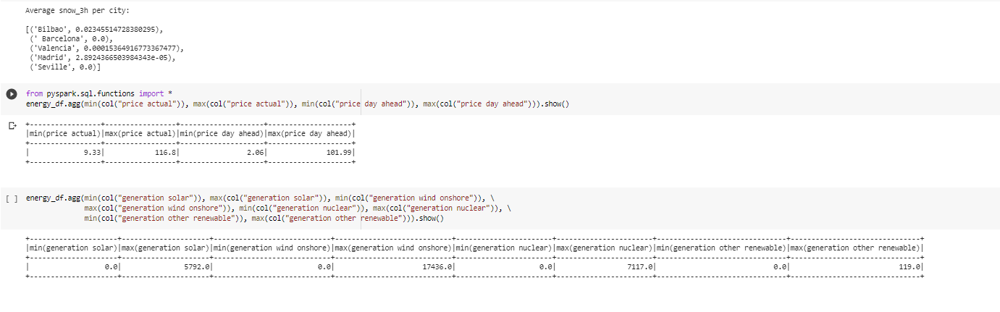 Average snow_3h per city:
[('Bilbao', 0.02345514728380295),
(' Barcelona', 0.0),
('Valencia', 0.00015364916773367477),
('Madrid', 2.8924366503984343e-05),
('Seville', 0.0)]
from pyspark.sql.functions import *
energy_df.agg(min(col("price actual")), max(col("price actual")), min(col("price day ahead")), max(col("price day ahead"))).show()
+-----------------+-----------------+--------------------+--------------------+
|min(price actual)|max(price actual)|min(price day ahead)|max(price day ahead)|
+-----------------+-----------------+--------------------+--------------------+
|             9.33|            116.8|                2.06|              101.99|
+-----------------+-----------------+--------------------+--------------------+
[ ] energy_df.agg(min(col("generation solar")), max(col("generation solar")), min(col("generation wind onshore")), \
max(col("generation wind onshore")), min(col("generation nuclear")), max(col("generation nuclear")), \
min(col("generation other renewable")), max(col("generation other renewable"))).show()
+---------------------+---------------------+----------------------------+----------------------------+-----------------------+-----------------------+-------------------------------+-------------------------------+
|min(generation solar)|max(generation solar)|min(generation wind onshore)|max(generation wind onshore)|min(generation nuclear)|max(generation nuclear)|min(generation other renewable)|max(generation other renewable)|
+---------------------+---------------------+----------------------------+----------------------------+-----------------------+-----------------------+-------------------------------+-------------------------------+
|                  0.0|               5792.0|                         0.0|                     17436.0|                    0.0|                 7117.0|                            0.0|                          119.0|
+---------------------+---------------------+----------------------------+----------------------------+-----------------------+-----------------------+-------------------------------+-------------------------------+